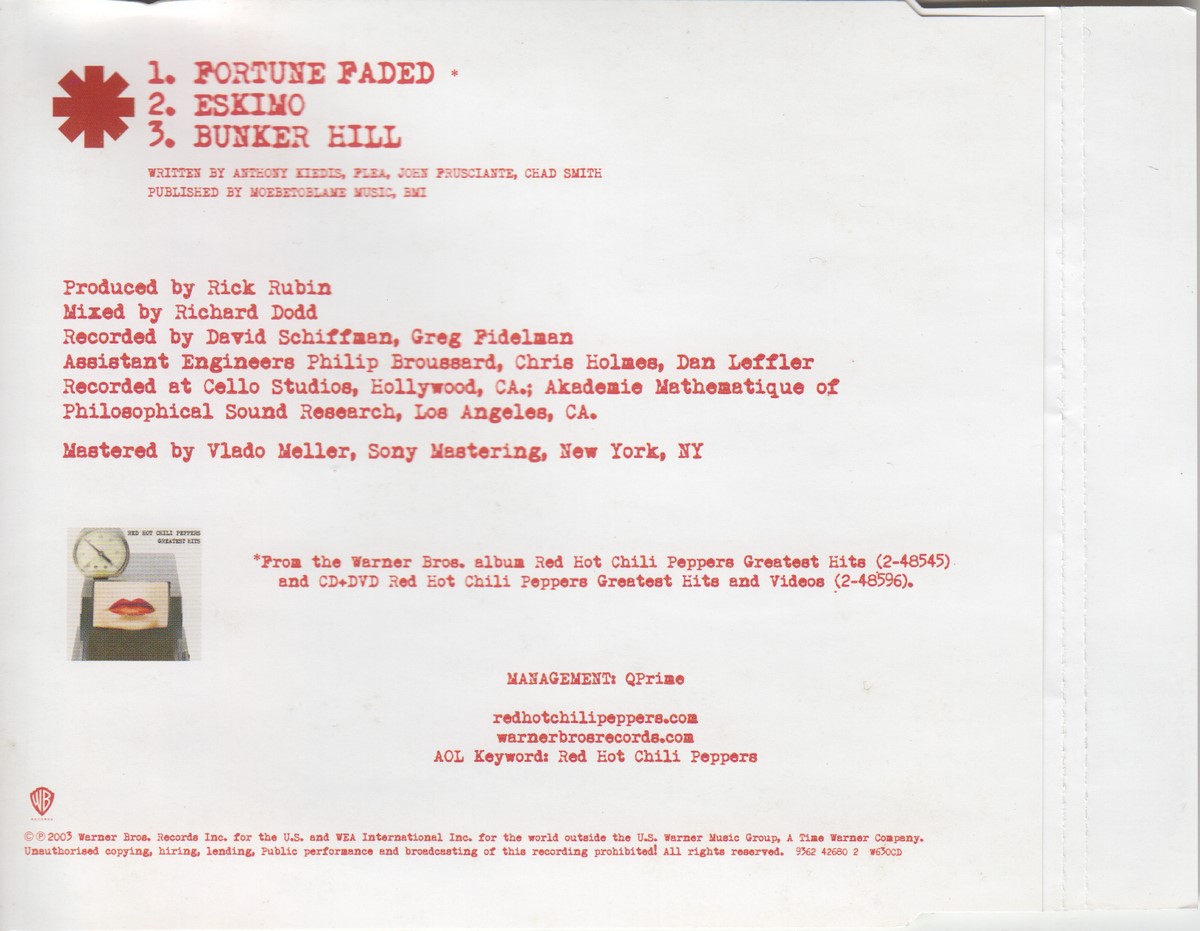 1. FORTUNE FADED *
2. ESKIMO
3. BUNKER HILL
WRITTEN BY ANTHONY KIEDIS, FLEA, JOHN FRUSCIANTE, CHAD SMITH
PUBLISHED BY MOEBETOBLAME MUSIC, BMI
Produced by Rick Rubin
Mixed by Richard Dodd
Recorded by David Schiffman, Greg Fidelman
Assistant Engineers Philip Broussard, Chris Holmes, Dan Leffler
Recorded at Cello Studios, Hollywood, CA.; Akademie Mathematique of
Philosophical Sound Research, Los Angeles, CA.
Mastered by Vlado Meller, Sony Mastering, New York, NY
RED HOT CHILI PEPPERS
GREATEST HITS
*From the Warner Bros. album Red Hot Chili Peppers Greatest Hits (2-48545)
and CD+DVD Red Hot Chili Peppers Greatest Hits and Videos (2-48596).
MANAGEMENT: QPrime
redhotchilipeppers.com
warnerbrosrecords.com
AOL Keyword: Red Hot Chili Peppers
WB
©℗2003 Warner Bros. Records Inc. for the U.S. and WEA International Inc. for the world outside the U.S. Warner Music Group, A Time Warner Company.
Unauthorised copying, hiring, lending, Public performance and broadcasting of this recording prohibited! All rights reserved. 9362 42680 2 W630CD